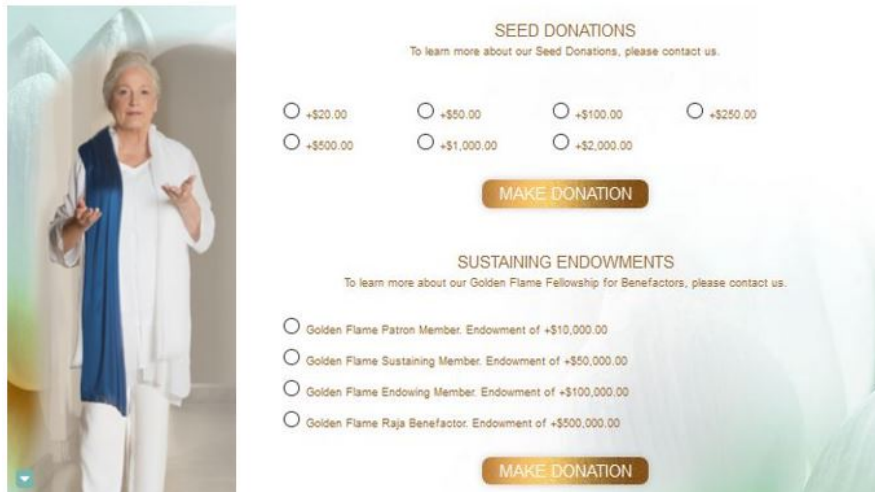 SEED DONATIONS
To learn more about our Seed Donations, please contact us.
+$20.00 +$50.00 +$100.00 +$250.00
+$500.00 +$1,000.00 +$2,000.00
MAKE DONATION
SUSTAINING ENDOWMENTS
To learn more about our Golden Flame Fellowship for Benefactors, please contact us.
Golden Flame Patron Member. Endowment of +$10,000.00
Golden Flame Sustaining Member. Endowment of +$50,000.00
Golden Flame Endowing Member. Endowment of +$100,000.00
Golden Flame Raja Benefactor. Endowment of +$500,000.00
MAKE DONATION